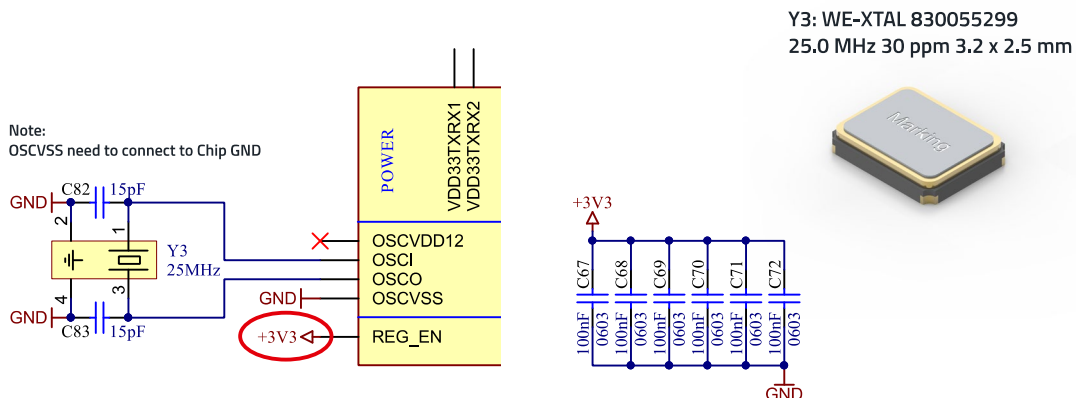 Y3: WE-XTAL 830055299
25.0 MHz 30 ppm 3.2 x 2.5 mm
Marking
Note:
OSCVSS need to connect to Chip GND
POWER
VDD33TXRX1
VDD33TXRX2
GND
C82
15pF
2
1
Y3
25MHz
4
3
GND
C83
15pF
OSCVDD12
OSCI
OSCO
GND
OSCVSS
+3V3
REG_EN
+3V3
C67
C68
C69
C70
C71
C72
100nF
0603
100nF
0603
100nF
0603
100nF
0603
100nF
0603
100nF
0603
GND